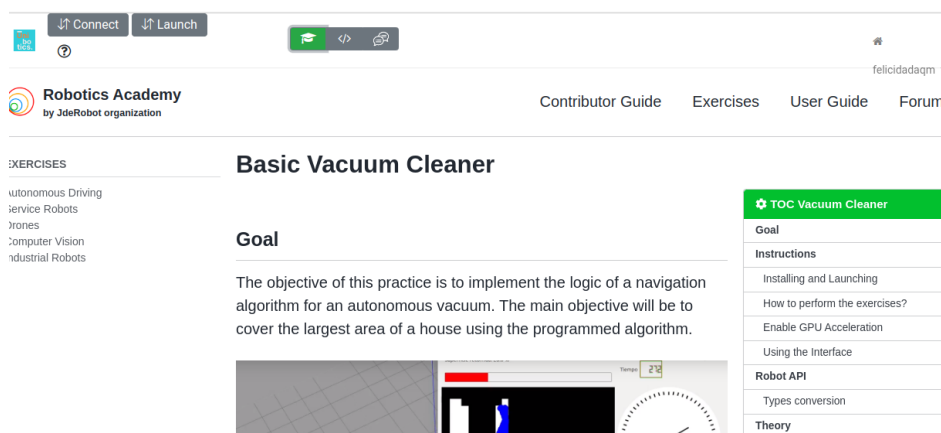 Connect
Launch
felicidadaqm
Robotics Academy
by JdeRobot organization
Contributor Guide
Exercises
User Guide
Forum
EXERCISES
Autonomous Driving
Service Robots
Drones
Computer Vision
Industrial Robots
Basic Vacuum Cleaner
Goal
The objective of this practice is to implement the logic of a navigation
algorithm for an autonomous vacuum. The main objective will be to
cover the largest area of a house using the programmed algorithm.
Tiempo
272
TOC Vacuum Cleaner
Goal
Instructions
Installing and Launching
How to perform the exercises?
Enable GPU Acceleration
Using the Interface
Robot API
Types conversion
Theory